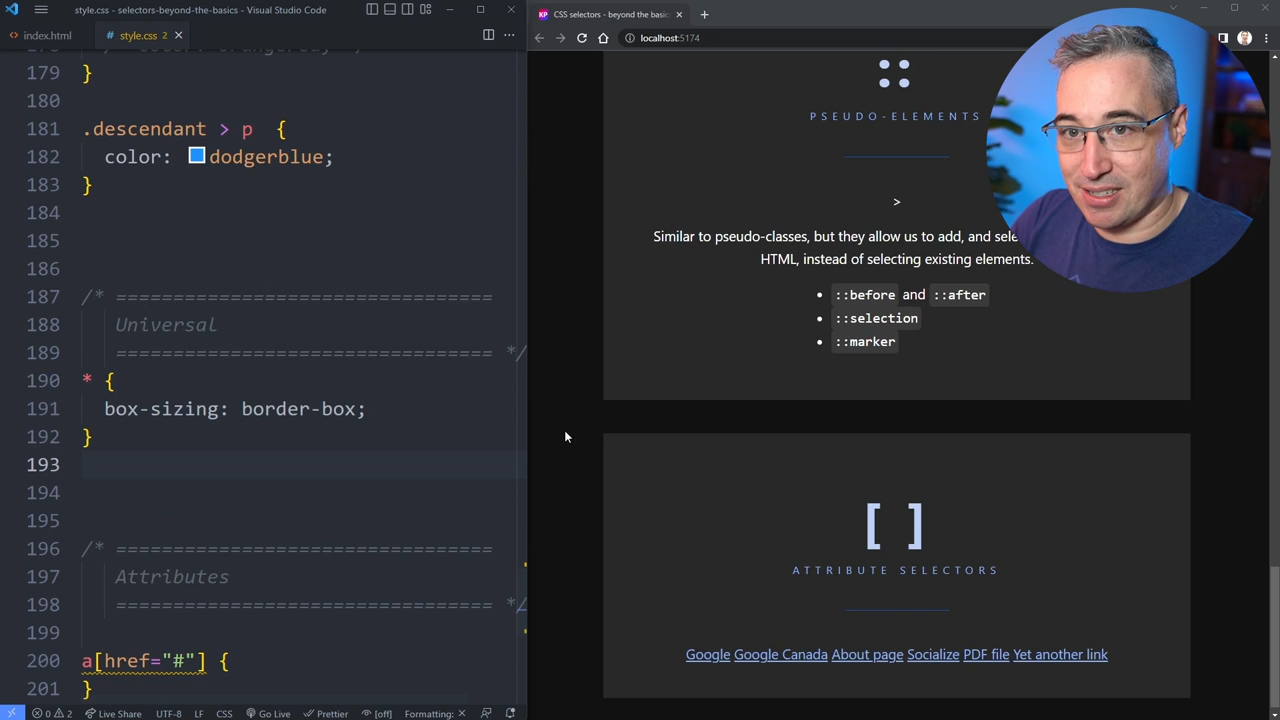 style.css - selectors-beyond-the-basics - Visual Studio Code
index.html
# style.css 2
179 }
180
181 .descendant > p {
182 color: dodgerblue;
183 }
184
185
186
187 /* =================================
188 Universal
189 ================================= */
190 * {
191 box-sizing: border-box;
192 }
193
194
195
196 /* =================================
197 Attributes
198 ================================= */
199
200 a[href="#"] {
201 }
0 2 Live Share UTF-8 LF CSS Go Live Prettier [off] Formatting: ×
KP CSS selectors - beyond the basic
localhost:5174
::
PSEUDO-ELEMENTS
>
Similar to pseudo-classes, but they allow us to add, and sele
HTML, instead of selecting existing elements.
• ::before and ::after
• ::selection
• ::marker
[ ]
ATTRIBUTE SELECTORS
Google Google Canada About page Socialize PDF file Yet another link